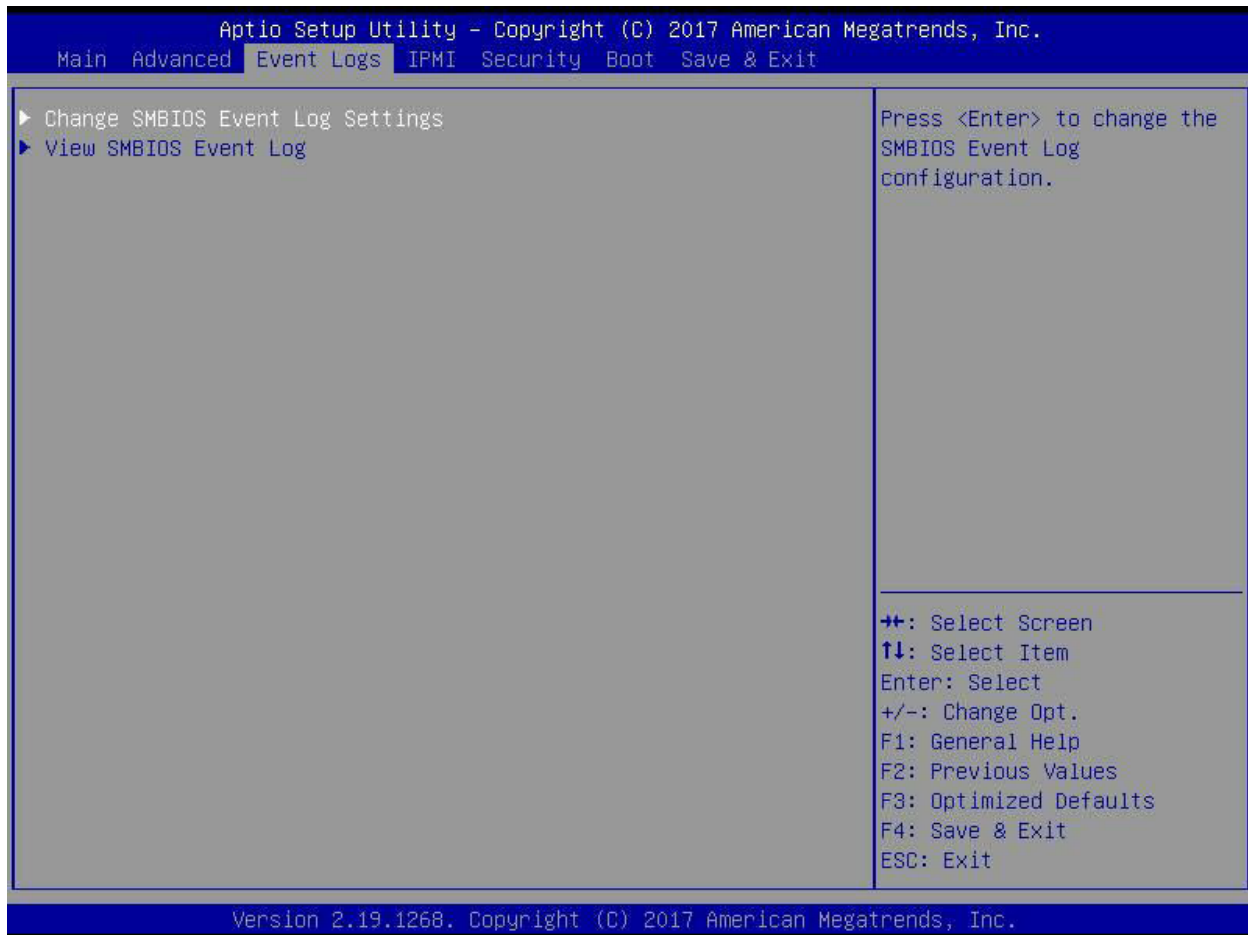 Aptio Setup Utility – Copyright (C) 2017 American Megatrends, Inc.
Main Advanced Event Logs IPMI Security Boot Save & Exit
▶ Change SMBIOS Event Log Settings
▶ View SMBIOS Event Log
Press <Enter> to change the
SMBIOS Event Log
configuration.
→←: Select Screen
↑↓: Select Item
Enter: Select
+/-: Change Opt.
F1: General Help
F2: Previous Values
F3: Optimized Defaults
F4: Save & Exit
ESC: Exit
Version 2.19.1268. Copyright (C) 2017 American Megatrends, Inc.